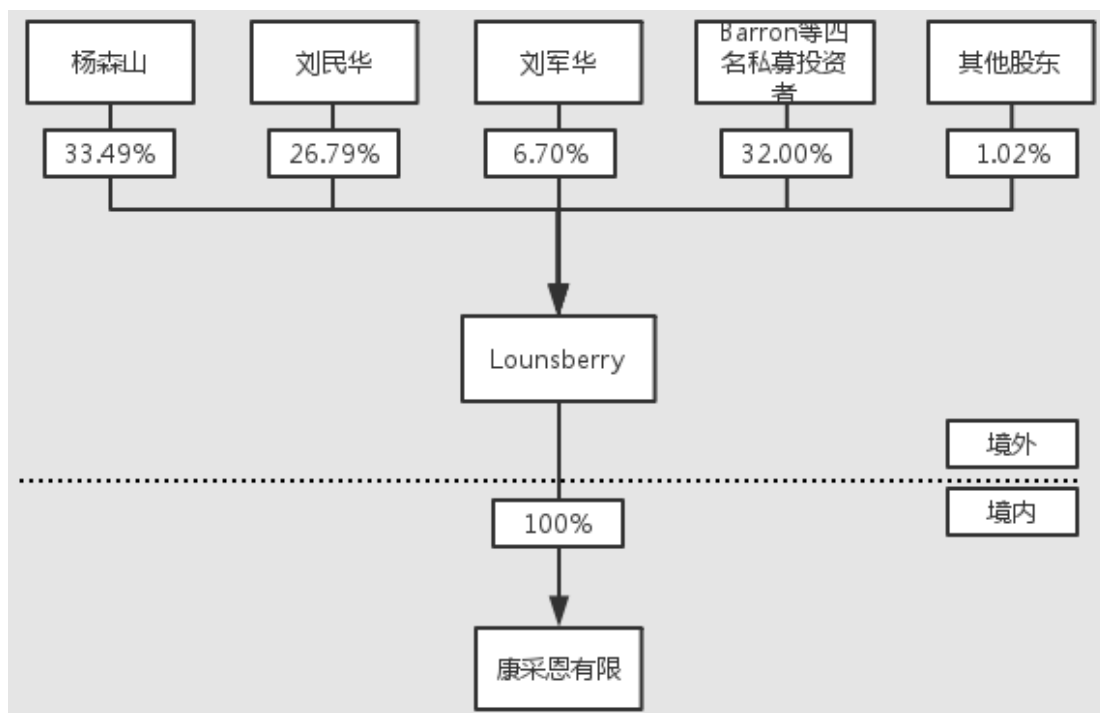 杨森山
刘民华
刘军华
Barron等四
名私募投资
者
其他股东
33.49%
26.79%
6.70%
32.00%
1.02%
Lounsberry
境外
境内
100%
康采恩有限